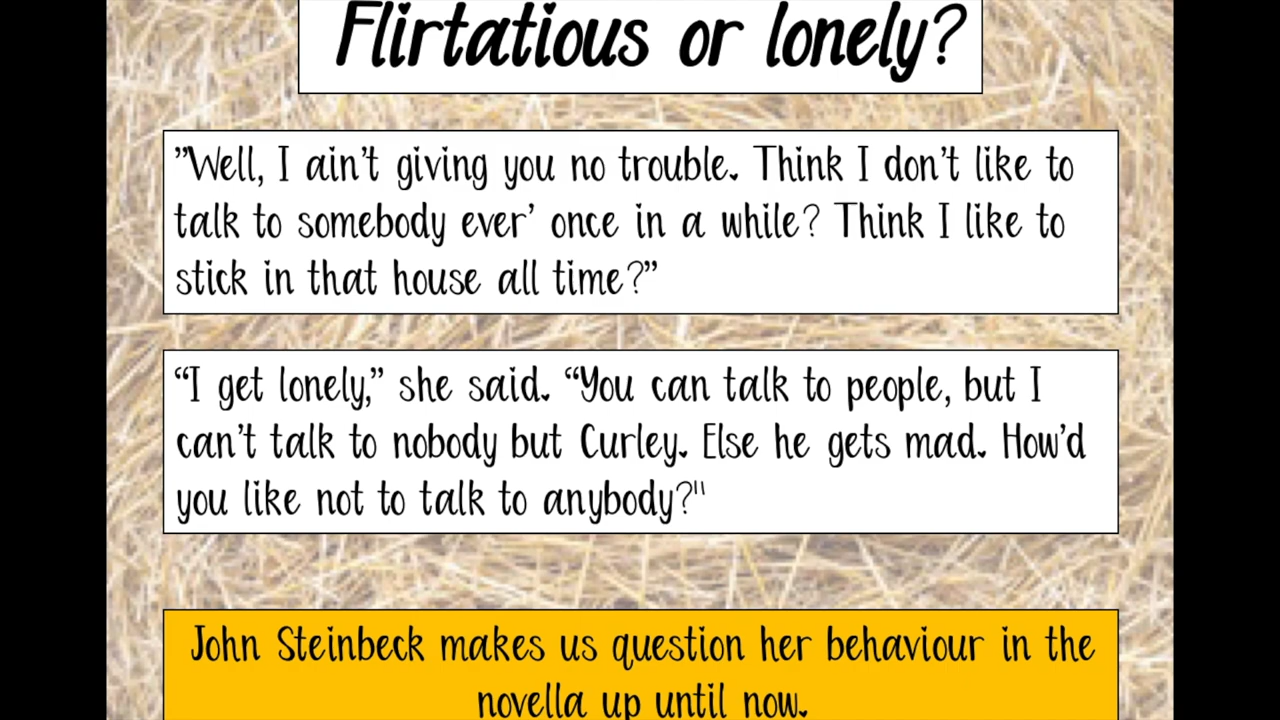 Flirtatious or lonely?
”Well, I ain’t giving you no trouble. Think I don’t like to
talk to somebody ever’ once in a while? Think I like to
stick in that house all time?”
“I get lonely,” she said. “You can talk to people, but I
can’t talk to nobody but Curley. Else he gets mad. How’d
you like not to talk to anybody?"
John Steinbeck makes us question her behaviour in the
novella up until now.